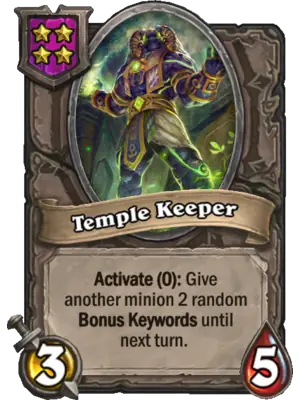 Temple Keeper
Activate (0): Give
another minion 2 random
Bonus Keywords until
next turn.
3
5